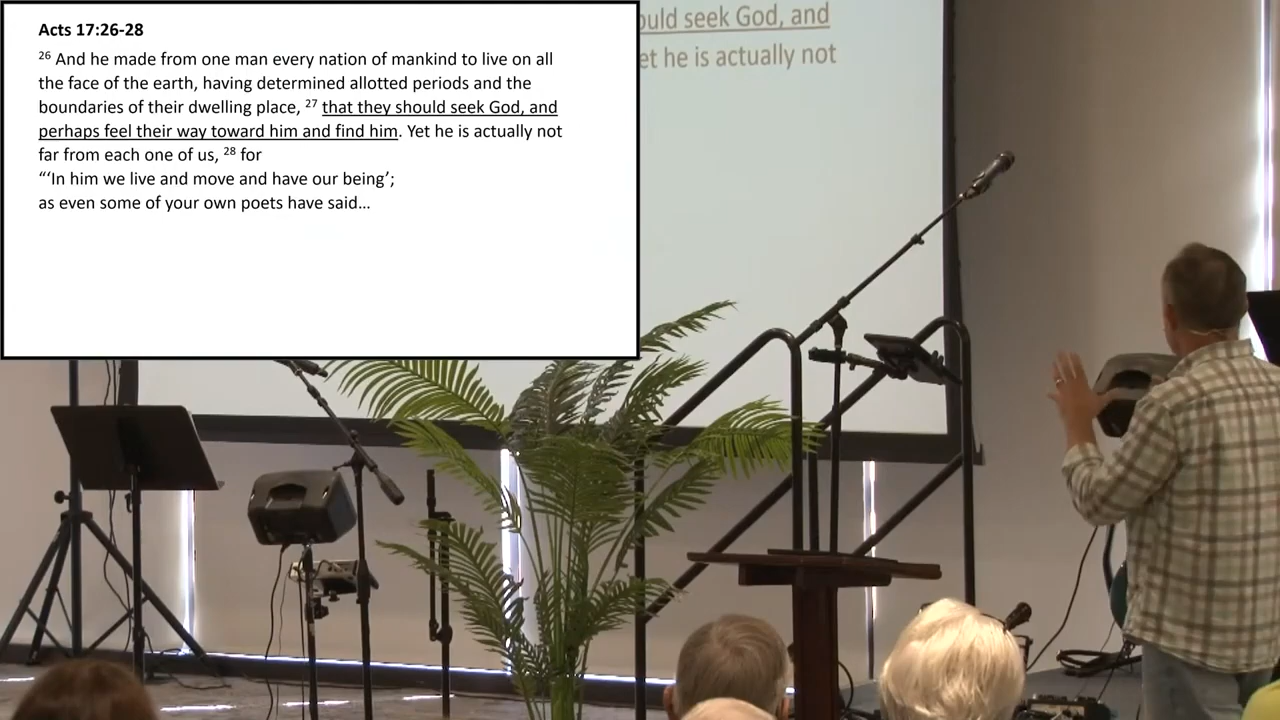 Acts 17:26-28
26 And he made from one man every nation of mankind to live on all
the face of the earth, having determined allotted periods and the
boundaries of their dwelling place, 27 that they should seek God, and
perhaps feel their way toward him and find him. Yet he is actually not
far from each one of us, 28 for
“‘In him we live and move and have our being’;
as even some of your own poets have said…
seek God, and
he is actually not